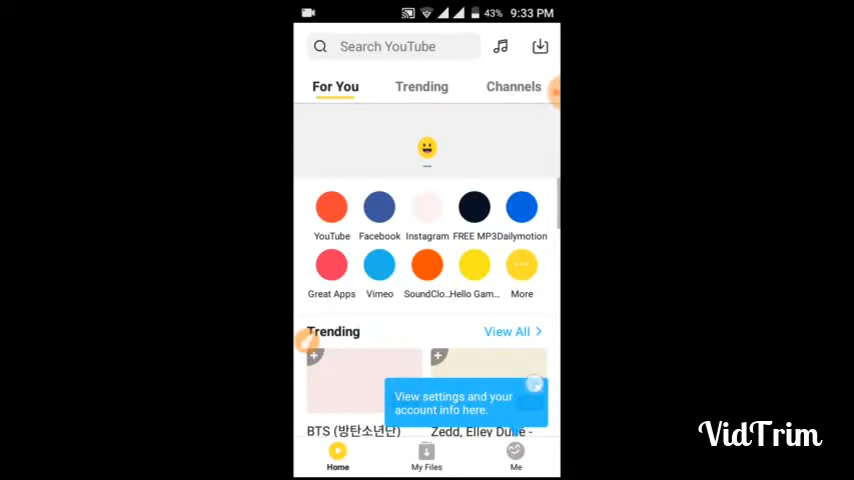 43% 9:33 PM
Search YouTube
For You Trending Channels
YouTube Facebook Instagram FREE MP3 Dailymotion
Great Apps Vimeo SoundClo... Hello Gam... More
Trending View All
View settings and your
account info here.
BTS (방탄소년단) Zedd, Elley Duhé -
Home My Files Me
VidTrim